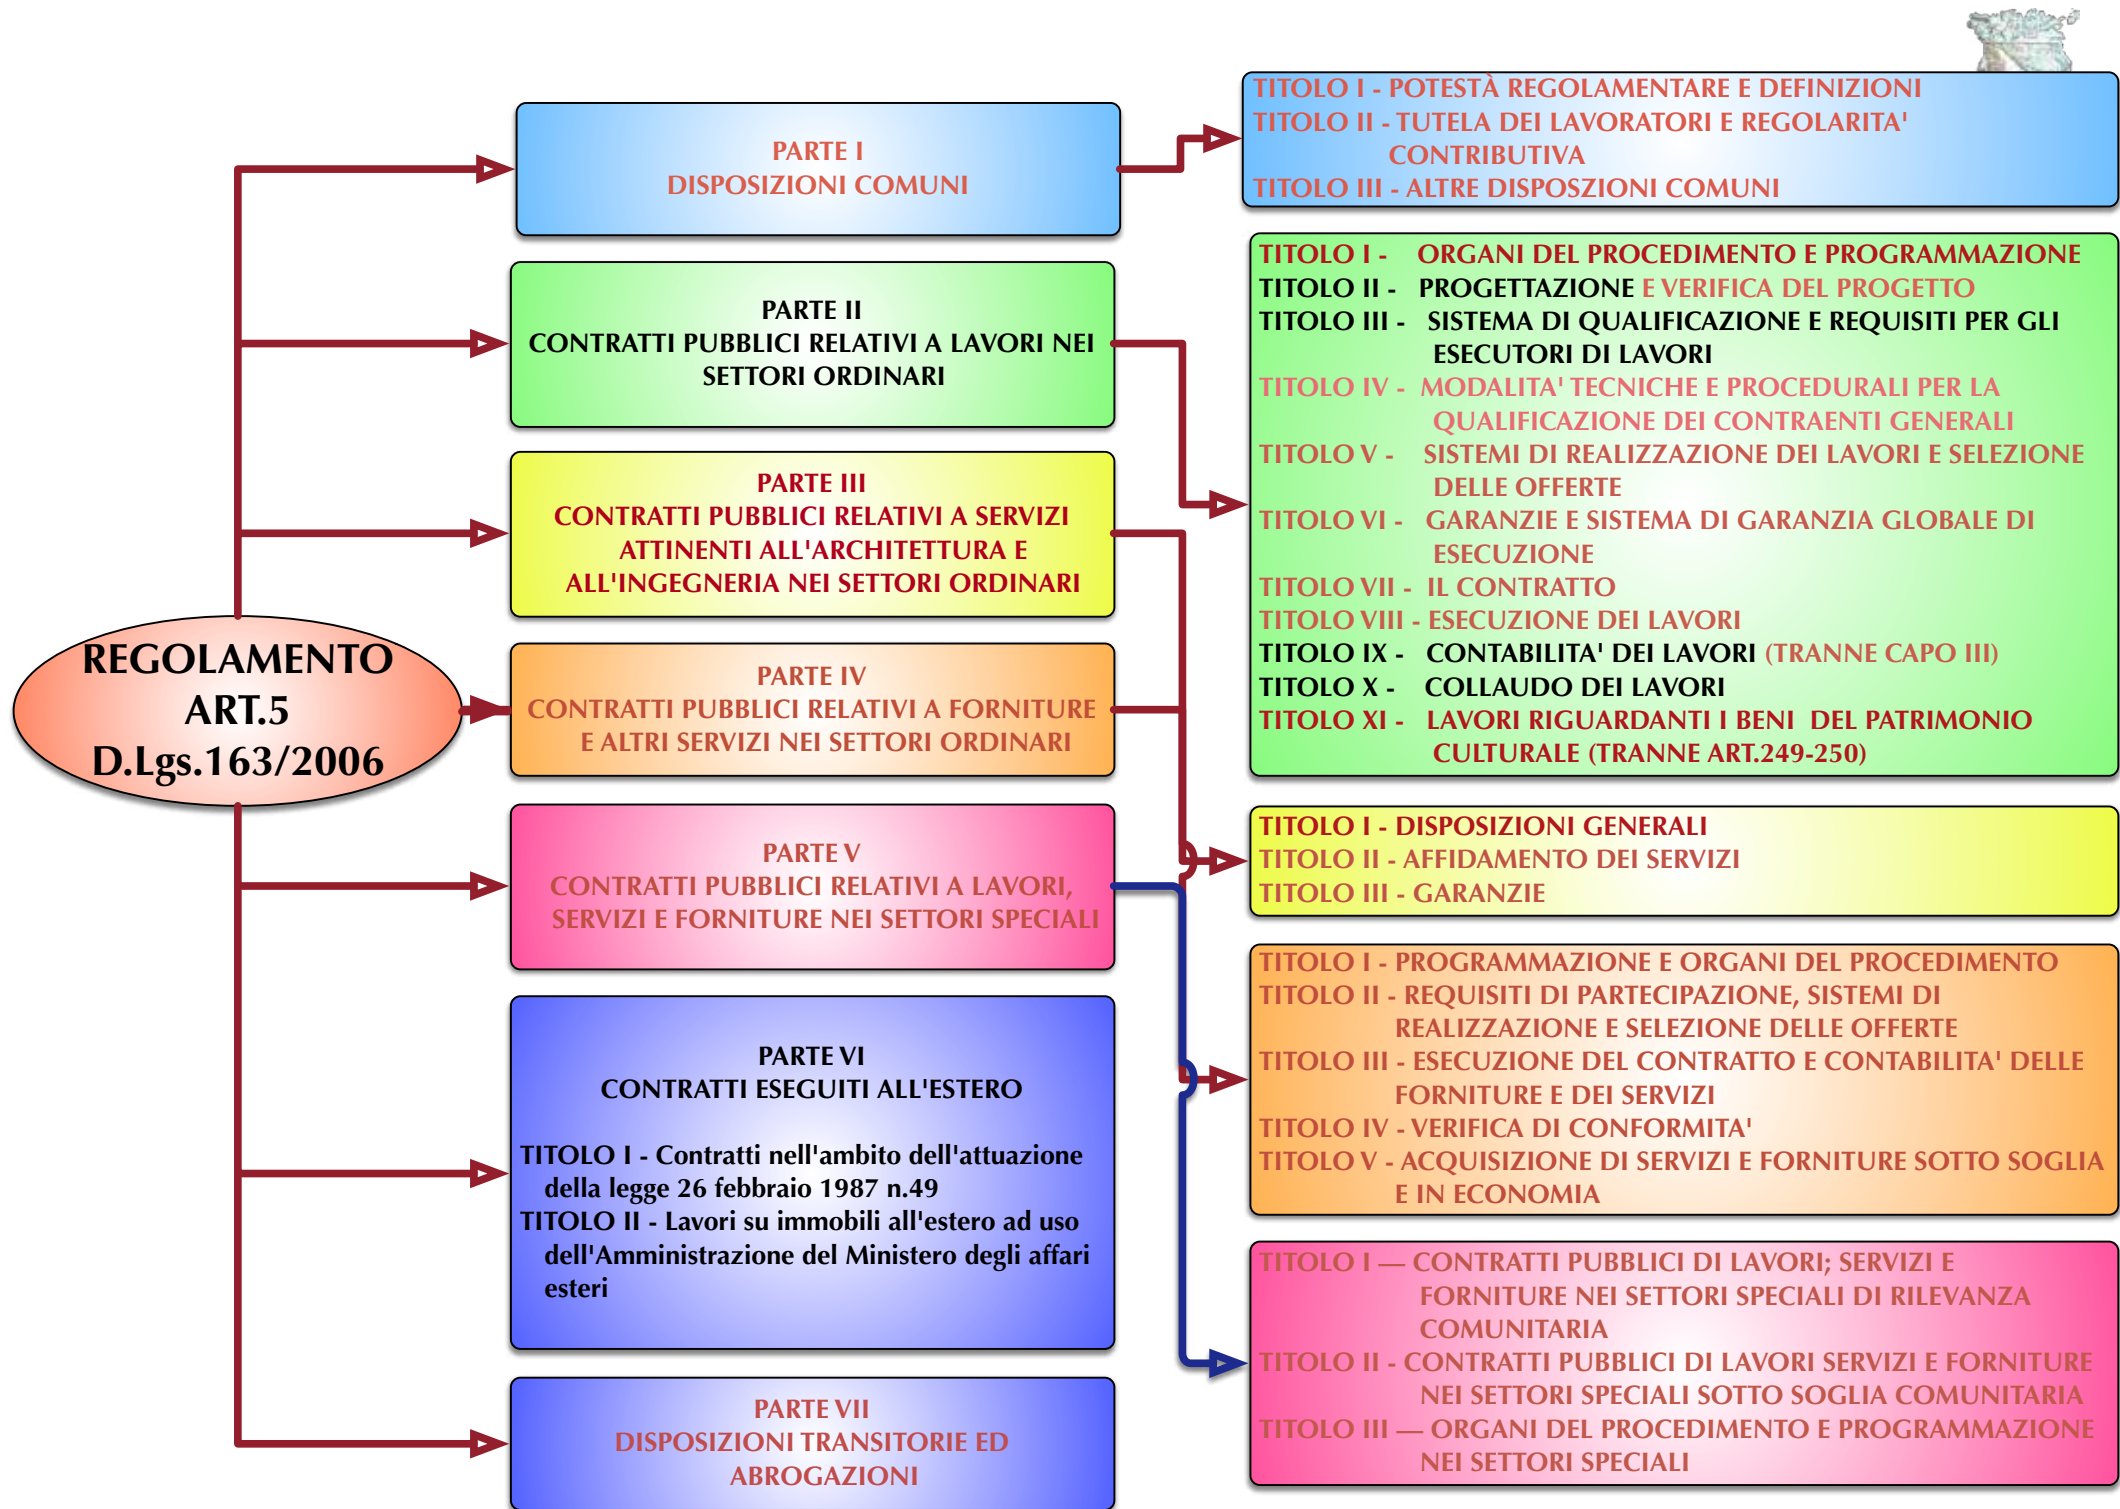 REGOLAMENTO
ART.5
D.Lgs.163/2006
PARTE I
DISPOSIZIONI COMUNI
PARTE II
CONTRATTI PUBBLICI RELATIVI A LAVORI NEI
SETTORI ORDINARI
PARTE III
CONTRATTI PUBBLICI RELATIVI A SERVIZI
ATTINENTI ALL'ARCHITETTURA E
ALL'INGEGNERIA NEI SETTORI ORDINARI
PARTE IV
CONTRATTI PUBBLICI RELATIVI A FORNITURE
E ALTRI SERVIZI NEI SETTORI ORDINARI
PARTE V
CONTRATTI PUBBLICI RELATIVI A LAVORI,
SERVIZI E FORNITURE NEI SETTORI SPECIALI
PARTE VI
CONTRATTI ESEGUITI ALL'ESTERO
TITOLO I - Contratti nell'ambito dell'attuazione
della legge 26 febbraio 1987 n.49
TITOLO II - Lavori su immobili all'estero ad uso
dell'Amministrazione del Ministero degli affari
esteri
PARTE VII
DISPOSIZIONI TRANSITORIE ED
ABROGAZIONI
TITOLO I - POTESTÀ REGOLAMENTARE E DEFINIZIONI
TITOLO II - TUTELA DEI LAVORATORI E REGOLARITA'
CONTRIBUTIVA
TITOLO III - ALTRE DISPOSZIONI COMUNI
TITOLO I - ORGANI DEL PROCEDIMENTO E PROGRAMMAZIONE
TITOLO II - PROGETTAZIONE E VERIFICA DEL PROGETTO
TITOLO III - SISTEMA DI QUALIFICAZIONE E REQUISITI PER GLI
ESECUTORI DI LAVORI
TITOLO IV - MODALITA' TECNICHE E PROCEDURALI PER LA
QUALIFICAZIONE DEI CONTRAENTI GENERALI
TITOLO V - SISTEMI DI REALIZZAZIONE DEI LAVORI E SELEZIONE
DELLE OFFERTE
TITOLO VI - GARANZIE E SISTEMA DI GARANZIA GLOBALE DI
ESECUZIONE
TITOLO VII - IL CONTRATTO
TITOLO VIII - ESECUZIONE DEI LAVORI
TITOLO IX - CONTABILITA' DEI LAVORI (TRANNE CAPO III)
TITOLO X - COLLAUDO DEI LAVORI
TITOLO XI - LAVORI RIGUARDANTI I BENI DEL PATRIMONIO
CULTURALE (TRANNE ART.249-250)
TITOLO I - DISPOSIZIONI GENERALI
TITOLO II - AFFIDAMENTO DEI SERVIZI
TITOLO III - GARANZIE
TITOLO I - PROGRAMMAZIONE E ORGANI DEL PROCEDIMENTO
TITOLO II - REQUISITI DI PARTECIPAZIONE, SISTEMI DI
REALIZZAZIONE E SELEZIONE DELLE OFFERTE
TITOLO III - ESECUZIONE DEL CONTRATTO E CONTABILITA' DELLE
FORNITURE E DEI SERVIZI
TITOLO IV - VERIFICA DI CONFORMITA'
TITOLO V - ACQUISIZIONE DI SERVIZI E FORNITURE SOTTO SOGLIA
E IN ECONOMIA
TITOLO I — CONTRATTI PUBBLICI DI LAVORI; SERVIZI E
FORNITURE NEI SETTORI SPECIALI DI RILEVANZA
COMUNITARIA
TITOLO II - CONTRATTI PUBBLICI DI LAVORI SERVIZI E FORNITURE
NEI SETTORI SPECIALI SOTTO SOGLIA COMUNITARIA
TITOLO III — ORGANI DEL PROCEDIMENTO E PROGRAMMAZIONE
NEI SETTORI SPECIALI